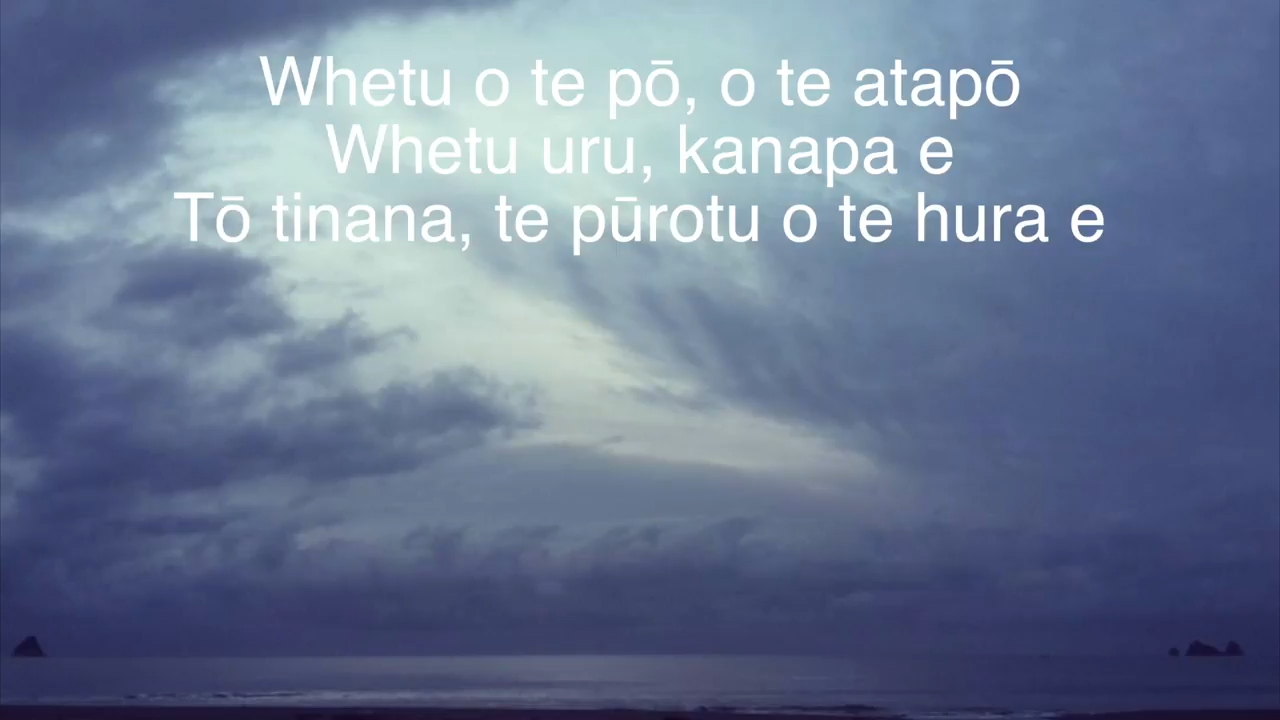 Whetu o te pō, o te atapō
Whetu uru, kanapa e
Tō tinana, te pūrotu o te hura e